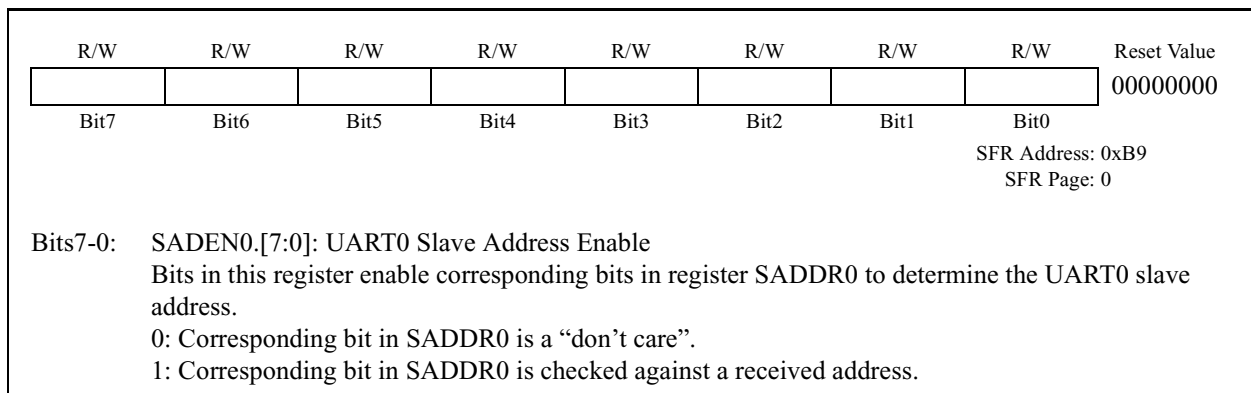 R/W R/W R/W R/W R/W R/W R/W R/W Reset Value
00000000
Bit7 Bit6 Bit5 Bit4 Bit3 Bit2 Bit1 Bit0
SFR Address: 0xB9
SFR Page: 0
Bits7-0: SADEN0.[7:0]: UART0 Slave Address Enable
Bits in this register enable corresponding bits in register SADDR0 to determine the UART0 slave
address.
0: Corresponding bit in SADDR0 is a “don’t care”.
1: Corresponding bit in SADDR0 is checked against a received address.